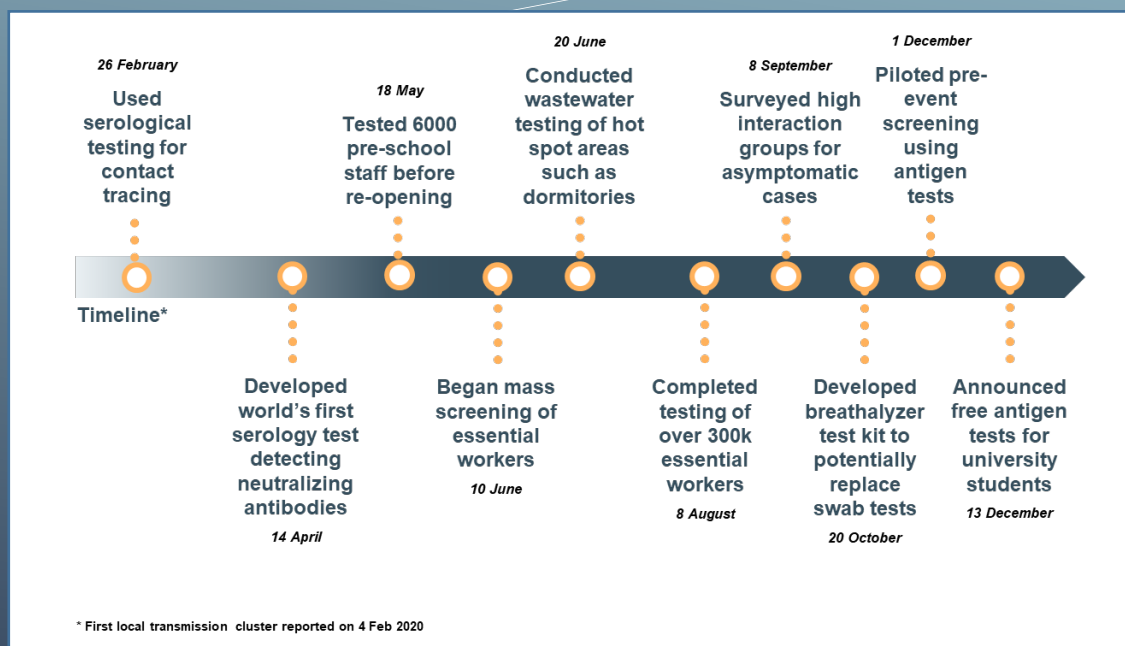 26 February
Used
serological
testing for
contact
tracing
18 May
Tested 6000
pre-school
staff before
re-opening
20 June
Conducted
wastewater
testing of hot
spot areas
such as
dormitories
8 September
Surveyed high
interaction
groups for
asymptomatic
cases
1 December
Piloted pre-
event
screening
using
antigen
tests
Timeline*
Developed
world’s first
serology test
detecting
neutralizing
antibodies
14 April
Began mass
screening of
essential
workers
10 June
Completed
testing of
over 300k
essential
workers
8 August
Developed
breathalyzer
test kit to
potentially
replace
swab tests
20 October
Announced
free antigen
tests for
university
students
13 December
* First local transmission cluster reported on 4 Feb 2020